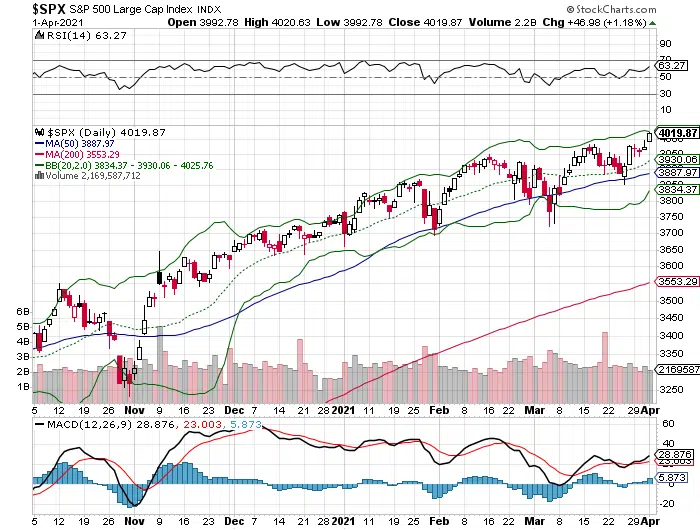 $SPX S&P 500 Large Cap Index INDX © StockCharts.com
1-Apr-2021 Open 3992.78 High 4020.63 Low 3992.78 Close 4019.87 Volume 2.2B Chg +46.98 (+1.18%)
RSI(14) 63.27
90
70
63.27
50
30
10
$SPX (Daily) 4019.87
MA(50) 3887.97
MA(200) 3553.29
BB(20,2.0) 3834.37 - 3930.06 - 4025.76
Volume 2,169,587,712
4019.87
3930.06
3887.97
3834.37
3800
3750
3700
3650
3600
3553.29
3500
3450
3400
3350
3300
3250
6B
5B
4B
3B
2B
1B
2169587
5 12 19 26 Nov 9 16 23 Dec 7 14 21 28 2021 11 19 25 Feb 8 16 22 Mar 8 15 22 29 Apr
MACD(12,26,9) 28.876, 23.003, 5.873
60
40
28.876
23.003
5.873
0
-20
5 12 19 26 Nov 9 16 23 Dec 7 14 21 28 2021 11 19 25 Feb 8 16 22 Mar 8 15 22 29 Apr